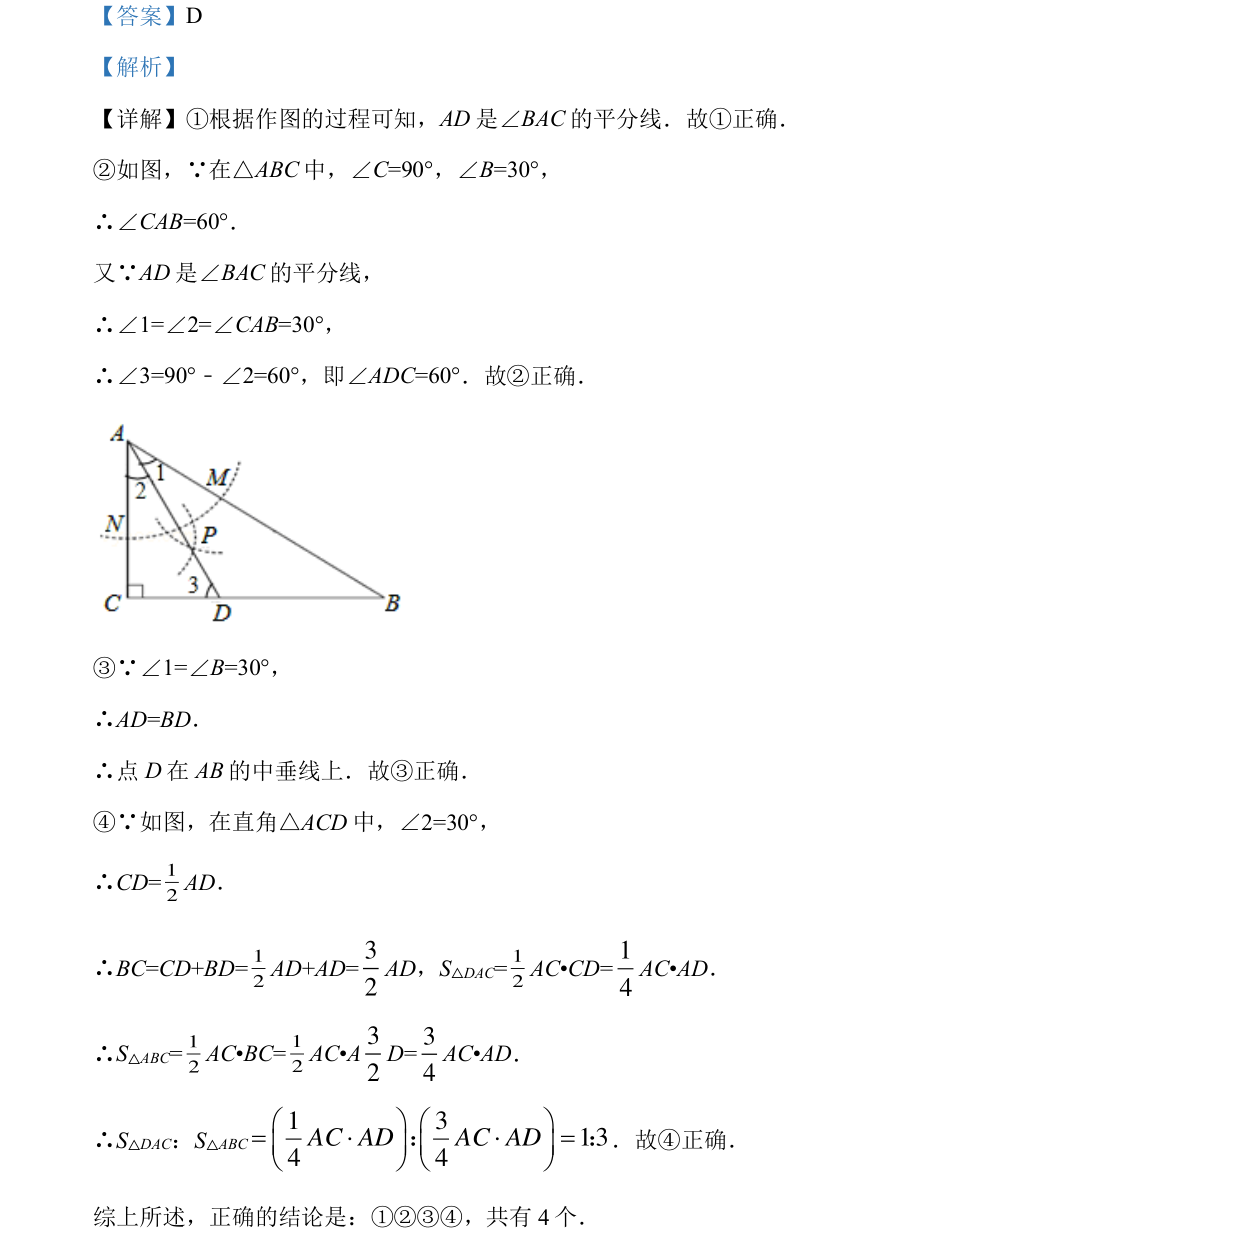 【答案】D
【解析】
【详解】①根据作图的过程可知，AD 是∠BAC 的平分线．故①正确．
②如图，∵在△ABC 中，∠C=90°，∠B=30°，
∴∠CAB=60°．
又∵AD 是∠BAC 的平分线，
∴∠1=∠2=∠CAB=30°，
∴∠3=90°﹣∠2=60°，即∠ADC=60°．故②正确．
A
1
M
2
N
P
3
C
D
B
③∵∠1=∠B=30°，
∴AD=BD．
∴点 D 在 AB 的中垂线上．故③正确．
④∵如图，在直角△ACD 中，∠2=30°，
∴CD=1/2 AD．
∴BC=CD+BD=1/2 AD+AD=3/2 AD，S△DAC=1/2 AC•CD=1/4 AC•AD．
∴S△ABC=1/2 AC•BC=1/2 AC•A 3/2 D=3/4 AC•AD．
∴S△DAC：S△ABC=(1/4 AC·AD):(3/4 AC·AD)=1:3．故④正确．
综上所述，正确的结论是：①②③④，共有 4 个．